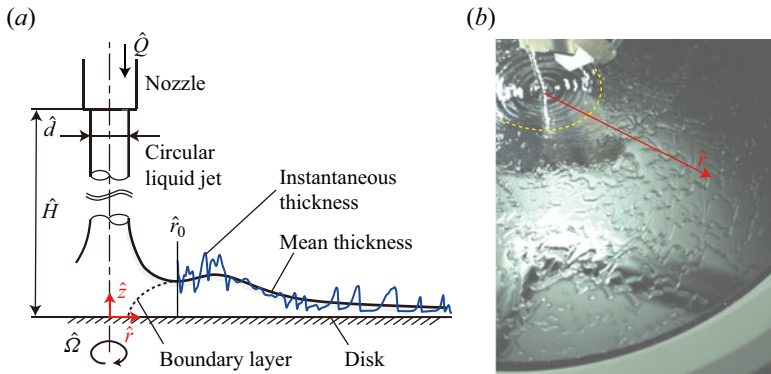 (a)
(b)
Q̂
Nozzle
d̂
Circular
liquid jet
Instantaneous
thickness
Ĥ
r̂₀
Mean thickness
r̂
ẑ
r̂
Ω̂
Boundary layer
Disk